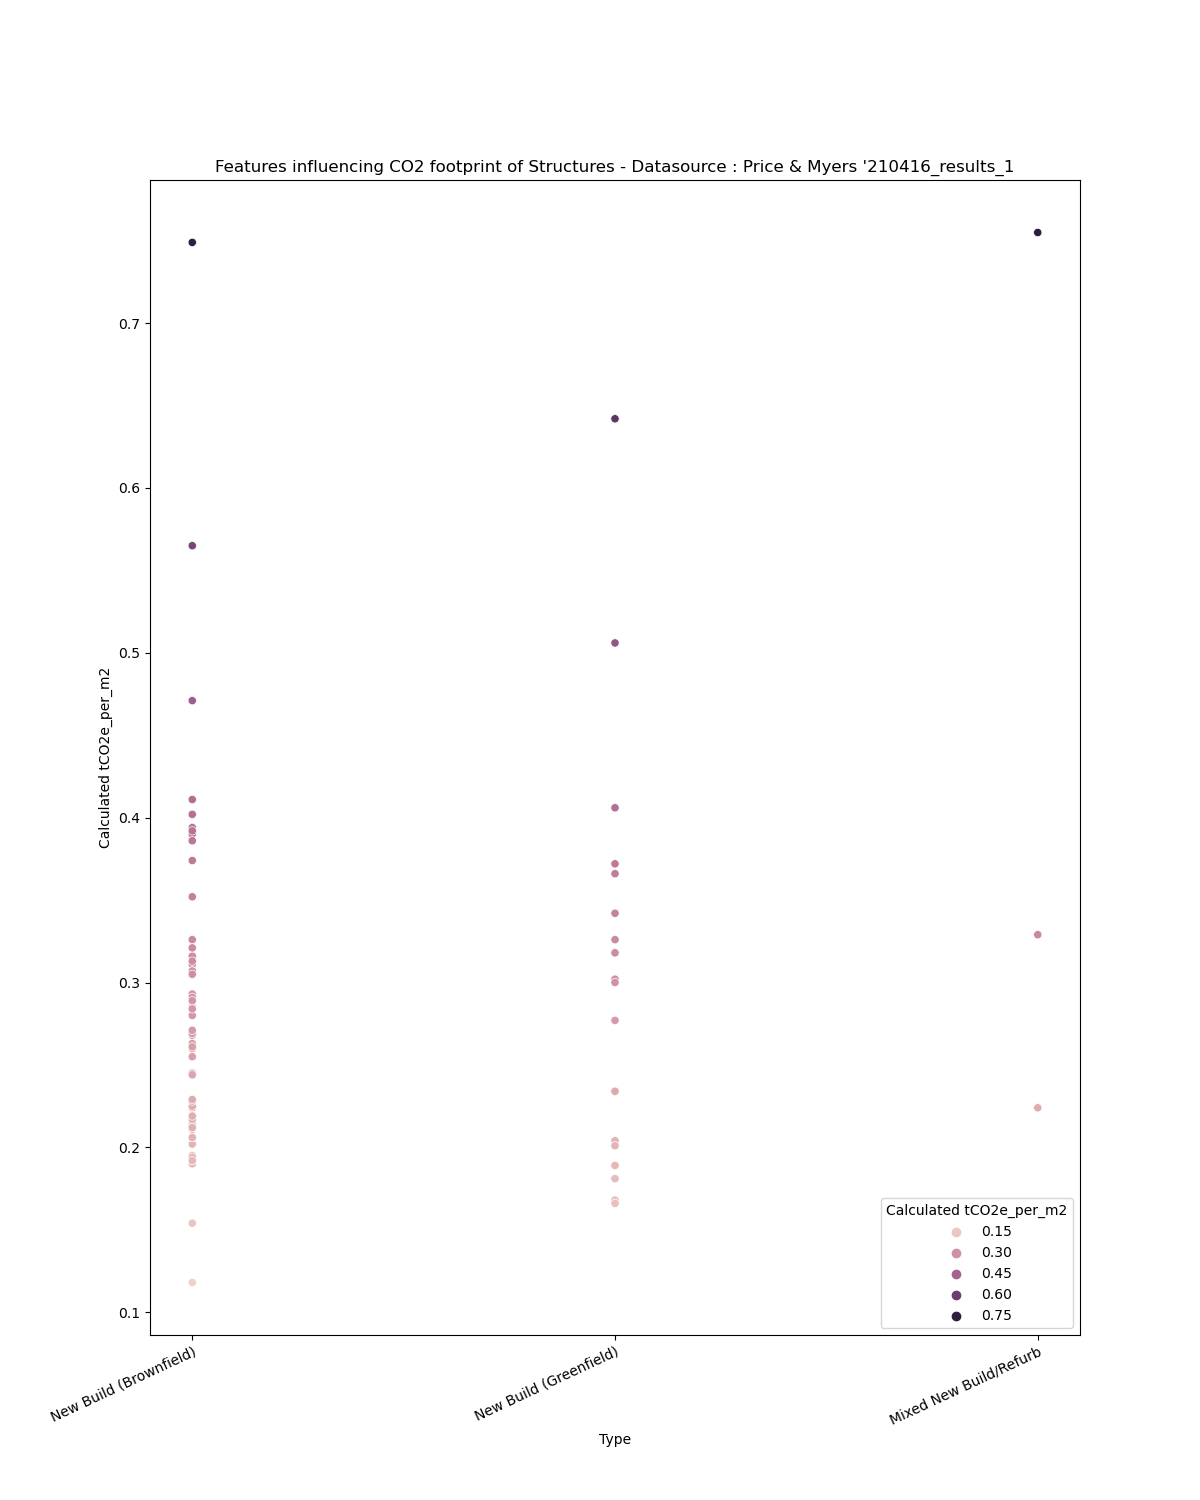 Features influencing CO2 footprint of Structures - Datasource : Price & Myers '210416_results_1
Calculated tCO2e_per_m2
0.7
0.6
0.5
0.4
0.3
0.2
0.1
Calculated tCO2e_per_m2
0.15
0.30
0.45
0.60
0.75
New Build (Brownfield)
New Build (Greenfield)
Mixed New Build/Refurb
Type